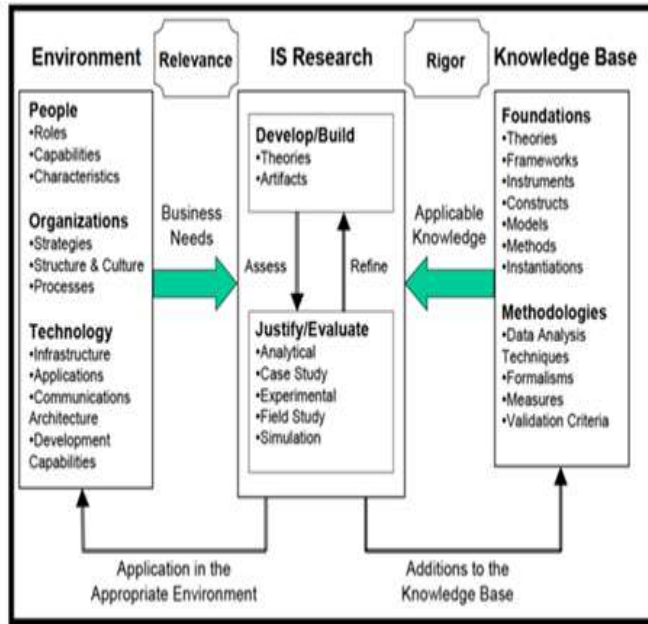 Environment
Relevance
IS Research
Rigor
Knowledge Base
People
•Roles
•Capabilities
•Characteristics
Organizations
•Strategies
•Structure & Culture
•Processes
Technology
•Infrastructure
•Applications
•Communications
Architecture
•Development
Capabilities
Business
Needs
Develop/Build
•Theories
•Artifacts
Assess
Refine
Justify/Evaluate
•Analytical
•Case Study
•Experimental
•Field Study
•Simulation
Applicable
Knowledge
Foundations
•Theories
•Frameworks
•Instruments
•Constructs
•Models
•Methods
•Instantiations
Methodologies
•Data Analysis
Techniques
•Formalisms
•Measures
•Validation Criteria
Application in the
Appropriate Environment
Additions to the
Knowledge Base